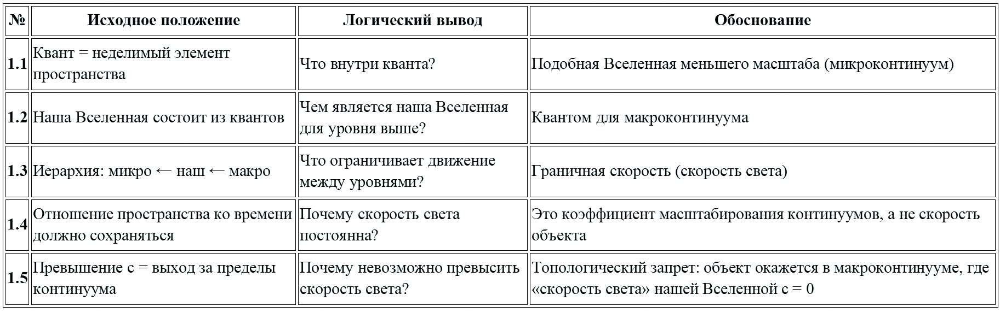 № Исходное положение Логический вывод Обоснование
1.1 Квант = неделимый элемент пространства Что внутри кванта? Подобная Вселенная меньшего масштаба (микроконтинуум)
1.2 Наша Вселенная состоит из квантов Чем является наша Вселенная для уровня выше? Квантом для макроконтинуума
1.3 Иерархия: микро ← наш ← макро Что ограничивает движение между уровнями? Граничная скорость (скорость света)
1.4 Отношение пространства ко времени должно сохраняться Почему скорость света постоянна? Это коэффициент масштабирования континуумов, а не скорость объекта
1.5 Превышение c = выход за пределы континуума Почему невозможно превысить скорость света? Топологический запрет: объект окажется в макроконтинууме, где «скорость света» нашей Вселенной c = 0